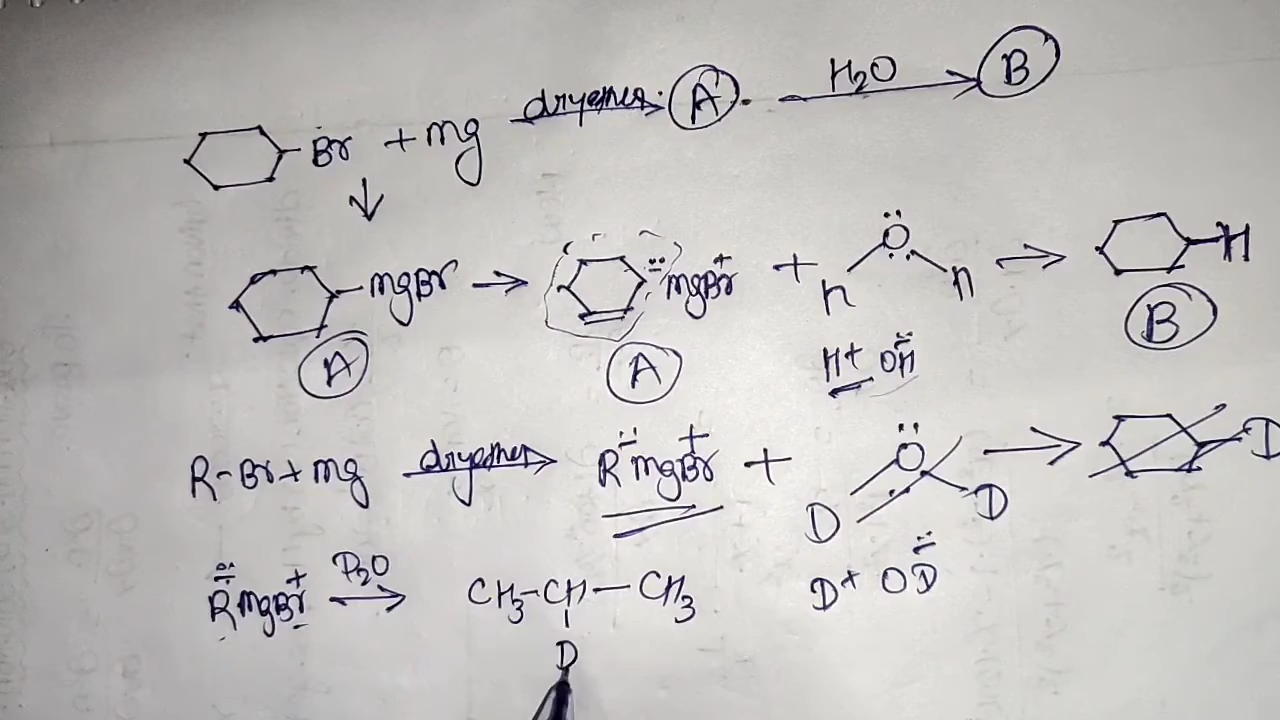 Br + Mg dryether A. H2O B
MgBr → MgBr+ + H O H → H
A A H+ OH B
R-Br + Mg dryether R MgBr+ + D O D → D
D+ OD
R MgBr+ D2O CH3-CH-CH3
D